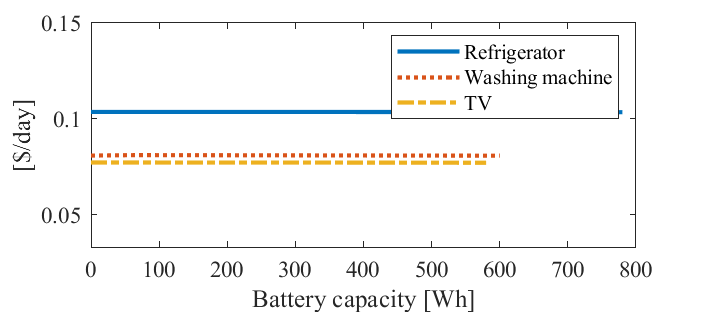 0.15
0.1
0.05
[$/day]
Refrigerator
Washing machine
TV
0 100 200 300 400 500 600 700 800
Battery capacity [Wh]